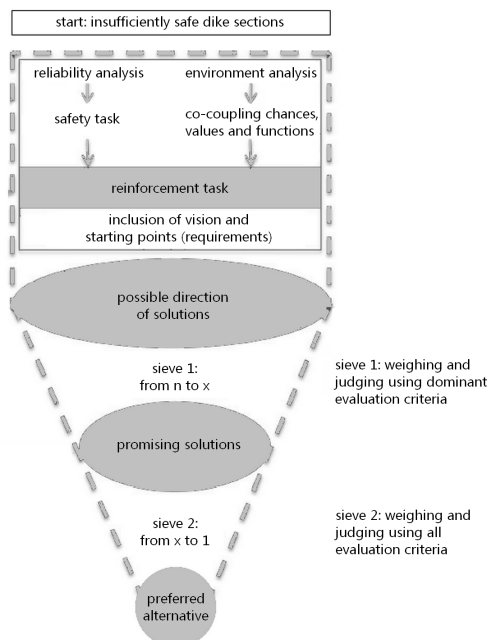 start: insufficiently safe dike sections
reliability analysis
environment analysis
safety task
co-coupling chances,
values and functions
reinforcement task
inclusion of vision and
starting points (requirements)
possible direction
of solutions
sieve 1:
from n to x
sieve 1: weighing and
judging using dominant
evaluation criteria
promising solutions
sieve 2:
from x to 1
sieve 2: weighing and
judging using all
evaluation criteria
preferred
alternative